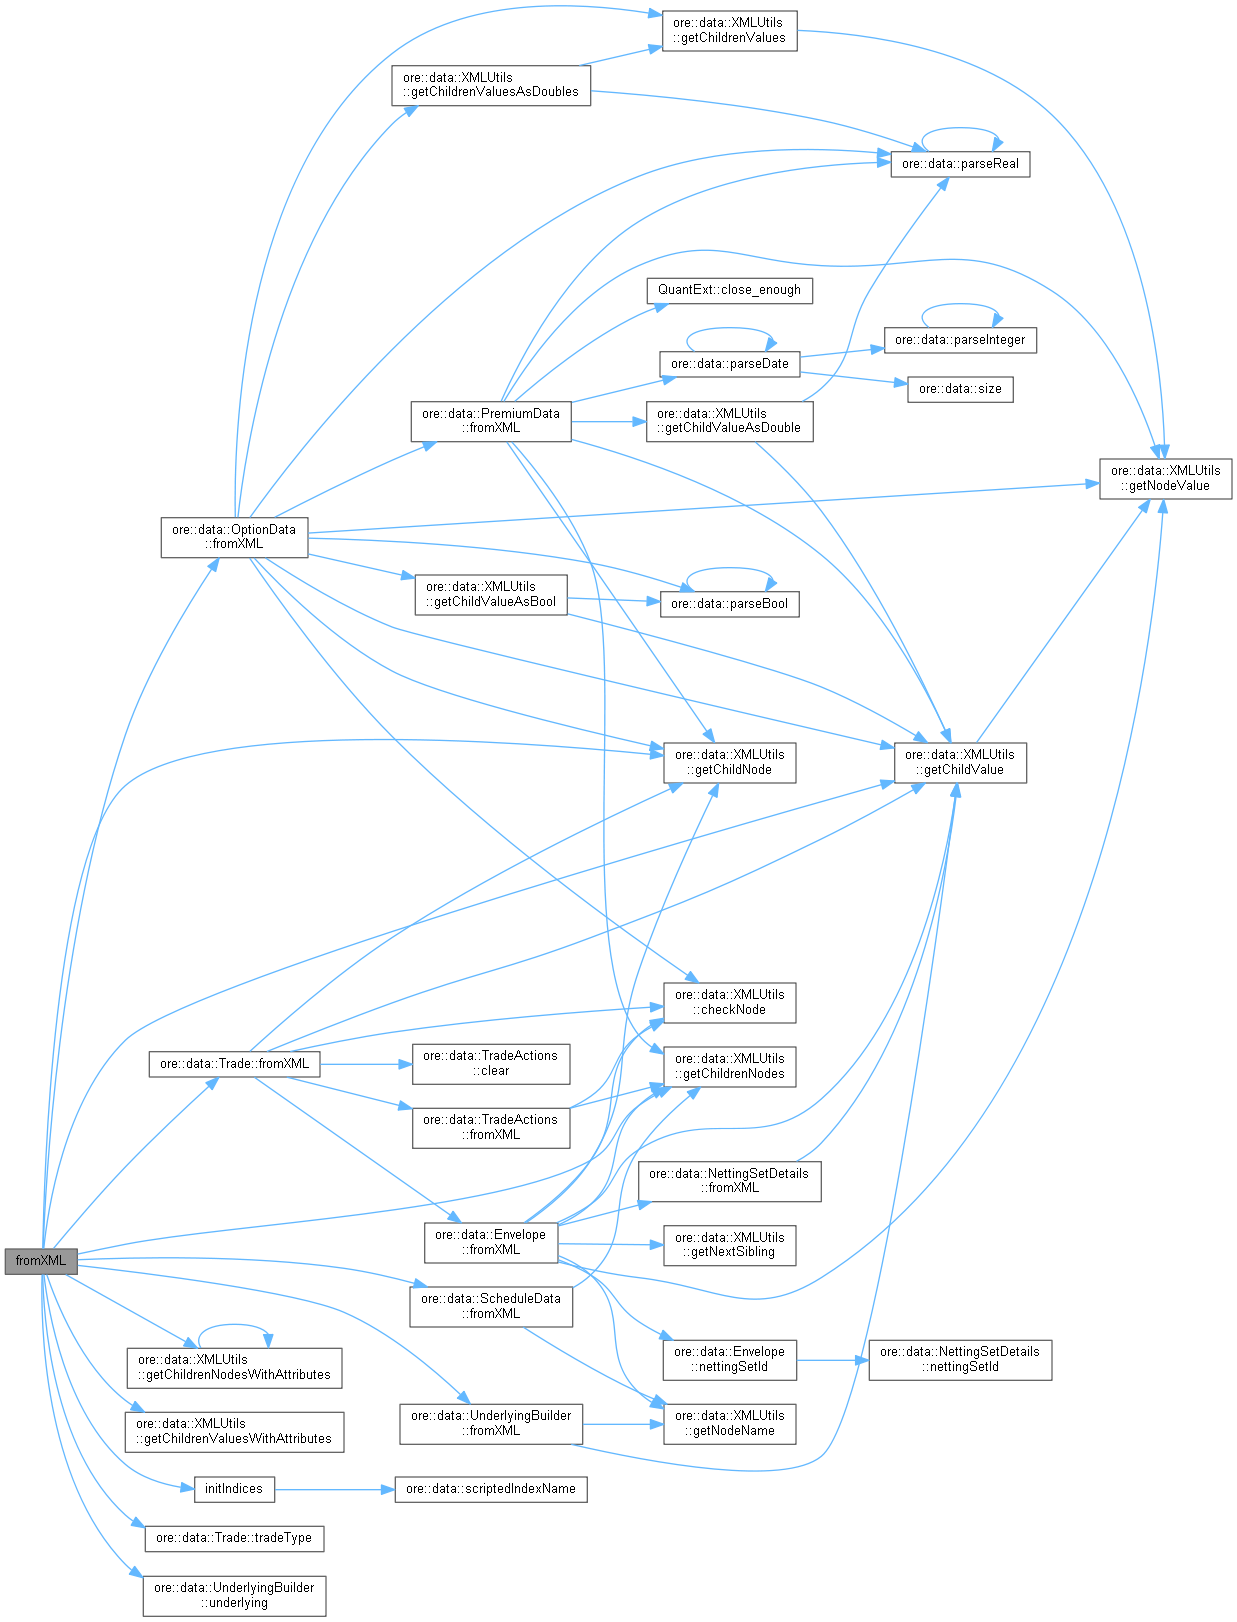 ore::data::XMLUtils
::getChildrenValues
ore::data::XMLUtils
::getChildrenValuesAsDoubles
ore::data::parseReal
QuantExt::close_enough
ore::data::parseInteger
ore::data::parseDate
ore::data::size
ore::data::PremiumData
::fromXML
ore::data::XMLUtils
::getChildValueAsDouble
ore::data::XMLUtils
::getNodeValue
ore::data::OptionData
::fromXML
ore::data::XMLUtils
::getChildValueAsBool
ore::data::parseBool
ore::data::XMLUtils
::getChildNode
ore::data::XMLUtils
::getChildValue
ore::data::XMLUtils
::checkNode
ore::data::Trade::fromXML
ore::data::TradeActions
::clear
ore::data::XMLUtils
::getChildrenNodes
ore::data::TradeActions
::fromXML
ore::data::NettingSetDetails
::fromXML
ore::data::Envelope
::fromXML
ore::data::XMLUtils
::getNextSibling
fromXML
ore::data::ScheduleData
::fromXML
ore::data::XMLUtils
::getChildrenNodesWithAttributes
ore::data::Envelope
::nettingSetId
ore::data::NettingSetDetails
::nettingSetId
ore::data::XMLUtils
::getChildrenValuesWithAttributes
ore::data::UnderlyingBuilder
::fromXML
ore::data::XMLUtils
::getNodeName
initIndices
ore::data::scriptedIndexName
ore::data::Trade::tradeType
ore::data::UnderlyingBuilder
::underlying